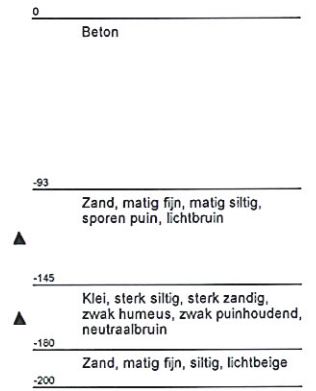 0
Beton
-93
Zand, matig fijn, matig siltig,
sporen puin, lichtbruin
-145
Klei, sterk siltig, sterk zandig,
zwak humeus, zwak puinhoudend,
neutraalbruin
-180
Zand, matig fijn, siltig, lichtbeige
-200